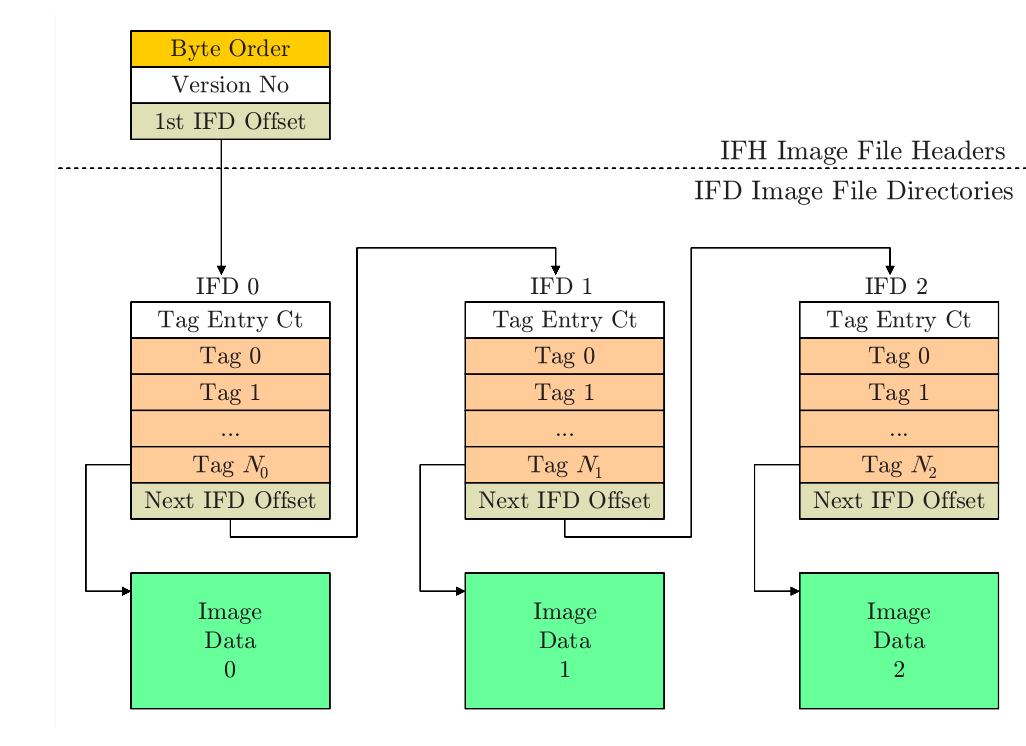 Byte Order
Version No
1st IFD Offset
IFH Image File Headers
IFD Image File Directories
IFD 0
Tag Entry Ct
Tag 0
Tag 1
...
Tag N₀
Next IFD Offset
Image
Data
0
IFD 1
Tag Entry Ct
Tag 0
Tag 1
...
Tag N₁
Next IFD Offset
Image
Data
1
IFD 2
Tag Entry Ct
Tag 0
Tag 1
...
Tag N₂
Next IFD Offset
Image
Data
2